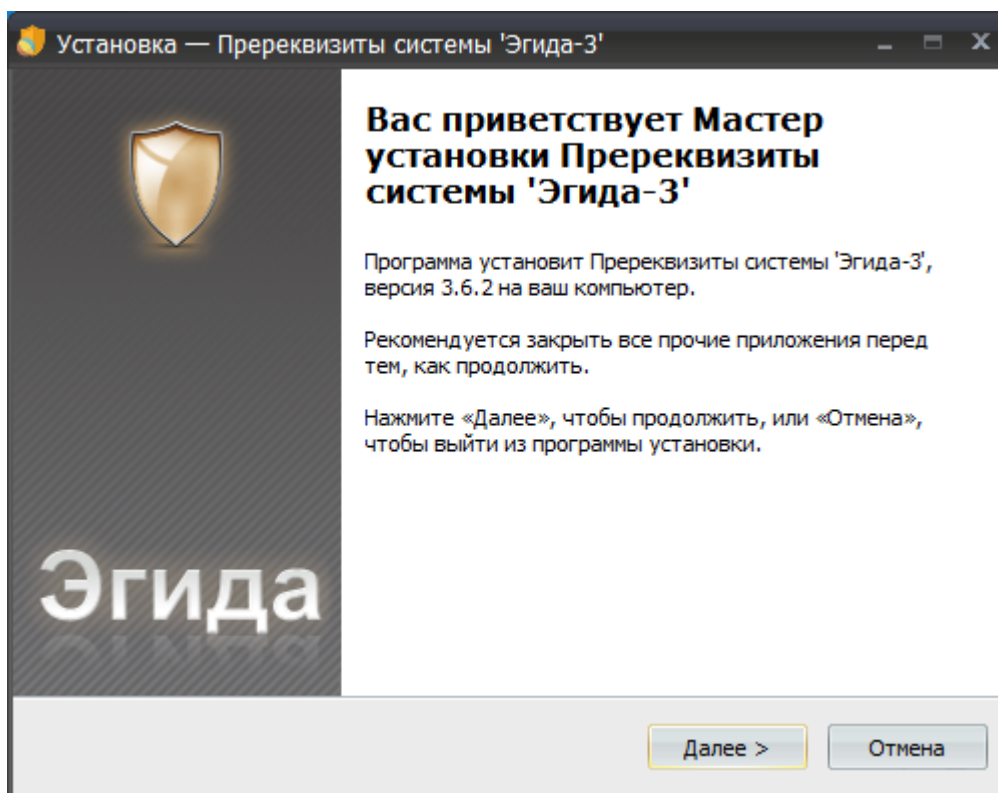 Установка — Пререквизиты системы 'Эгида-3'
Вас приветствует Мастер
установки Пререквизиты
системы 'Эгида-3'
Программа установит Пререквизиты системы 'Эгида-3',
версия 3.6.2 на ваш компьютер.
Рекомендуется закрыть все прочие приложения перед
тем, как продолжить.
Нажмите «Далее», чтобы продолжить, или «Отмена»,
чтобы выйти из программы установки.
Эгида
Далее >
Отмена